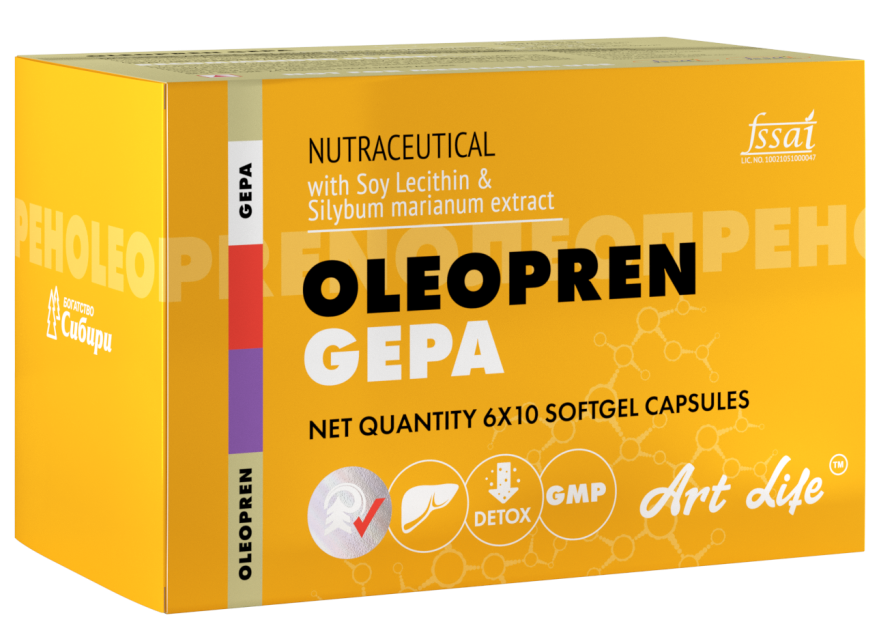 NUTRACEUTICAL
with Soy Lecithin &
Silybum marianum extract
fssai
LIC. NO. 10021051000047
GEPA
РЕНOLEOPRENОЛЕОПРЕН
OLEOPREN
GEPA
БОГАТСТВО
Сибири
NET QUANTITY 6X10 SOFTGEL CAPSULES
OLEOPREN
DETOX
GMP
Art Life™